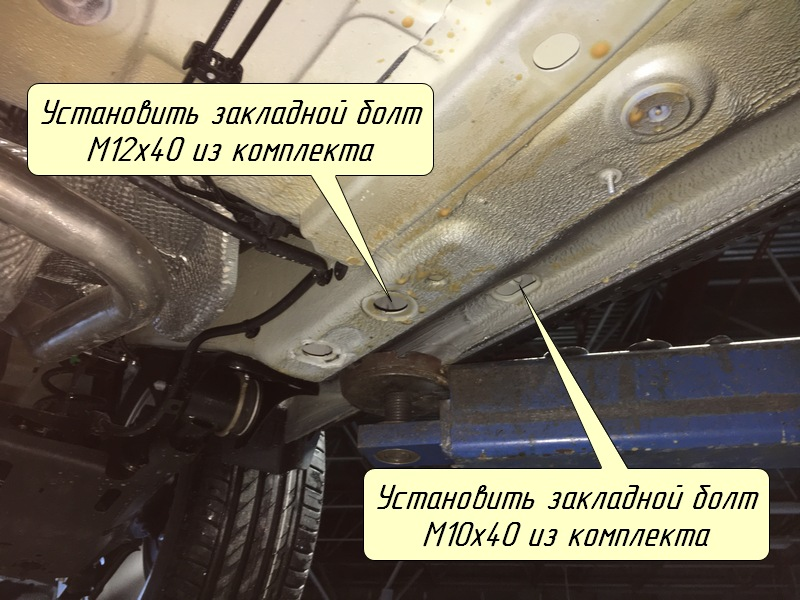 Установить закладной болт
М12х40 из комплекта
Установить закладной болт
М10х40 из комплекта